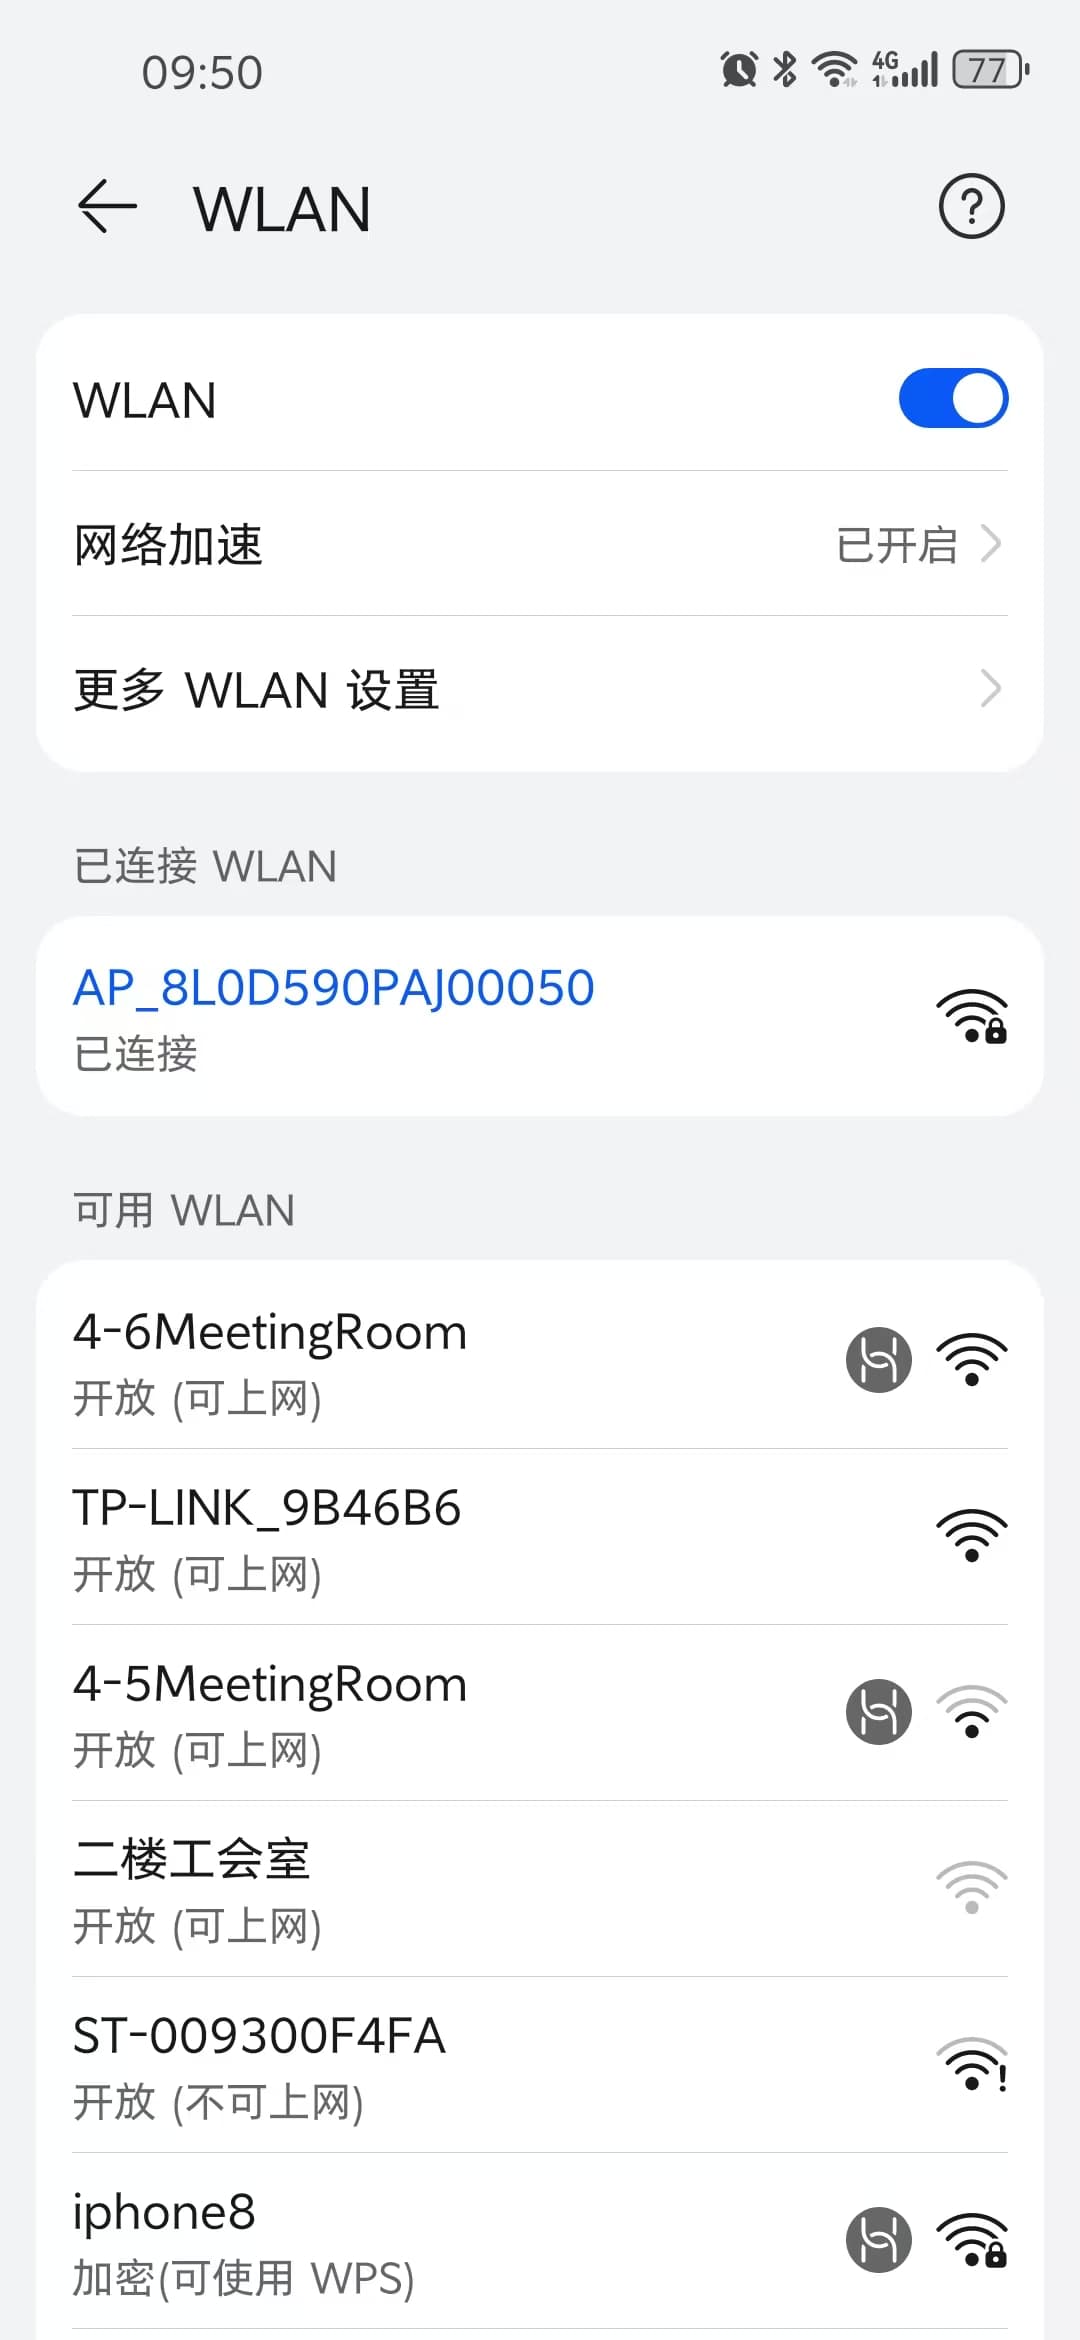 09:50
4G
77
WLAN
WLAN
网络加速
已开启
更多 WLAN 设置
已连接 WLAN
AP_8L0D590PAJ00050
已连接
可用 WLAN
4-6MeetingRoom
开放 (可上网)
TP-LINK_9B46B6
开放 (可上网)
4-5MeetingRoom
开放 (可上网)
二楼工会室
开放 (可上网)
ST-009300F4FA
开放 (不可上网)
iphone8
加密(可使用 WPS)